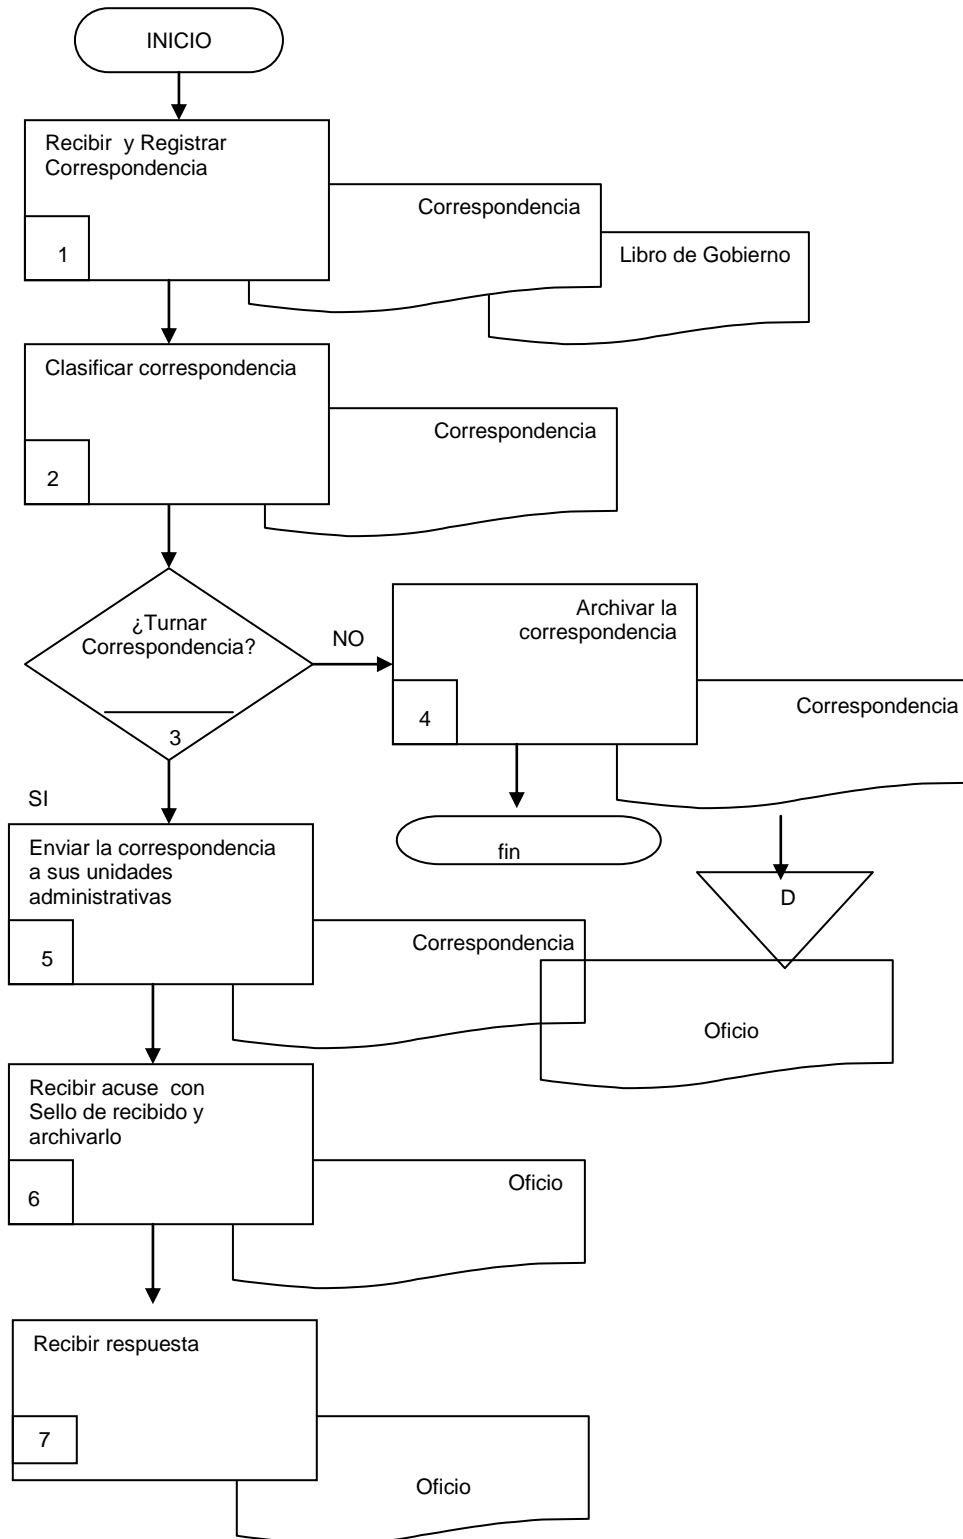 INICIO
Recibir y Registrar
Correspondencia
1
Correspondencia
Libro de Gobierno
Clasificar correspondencia
2
Correspondencia
¿Turnar
Correspondencia?
3
NO
Archivar la
correspondencia
4
Correspondencia
fin
D
Oficio
SI
Enviar la correspondencia
a sus unidades
administrativas
5
Correspondencia
Recibir acuse con
Sello de recibido y
archivarlo
6
Oficio
Recibir respuesta
7
Oficio